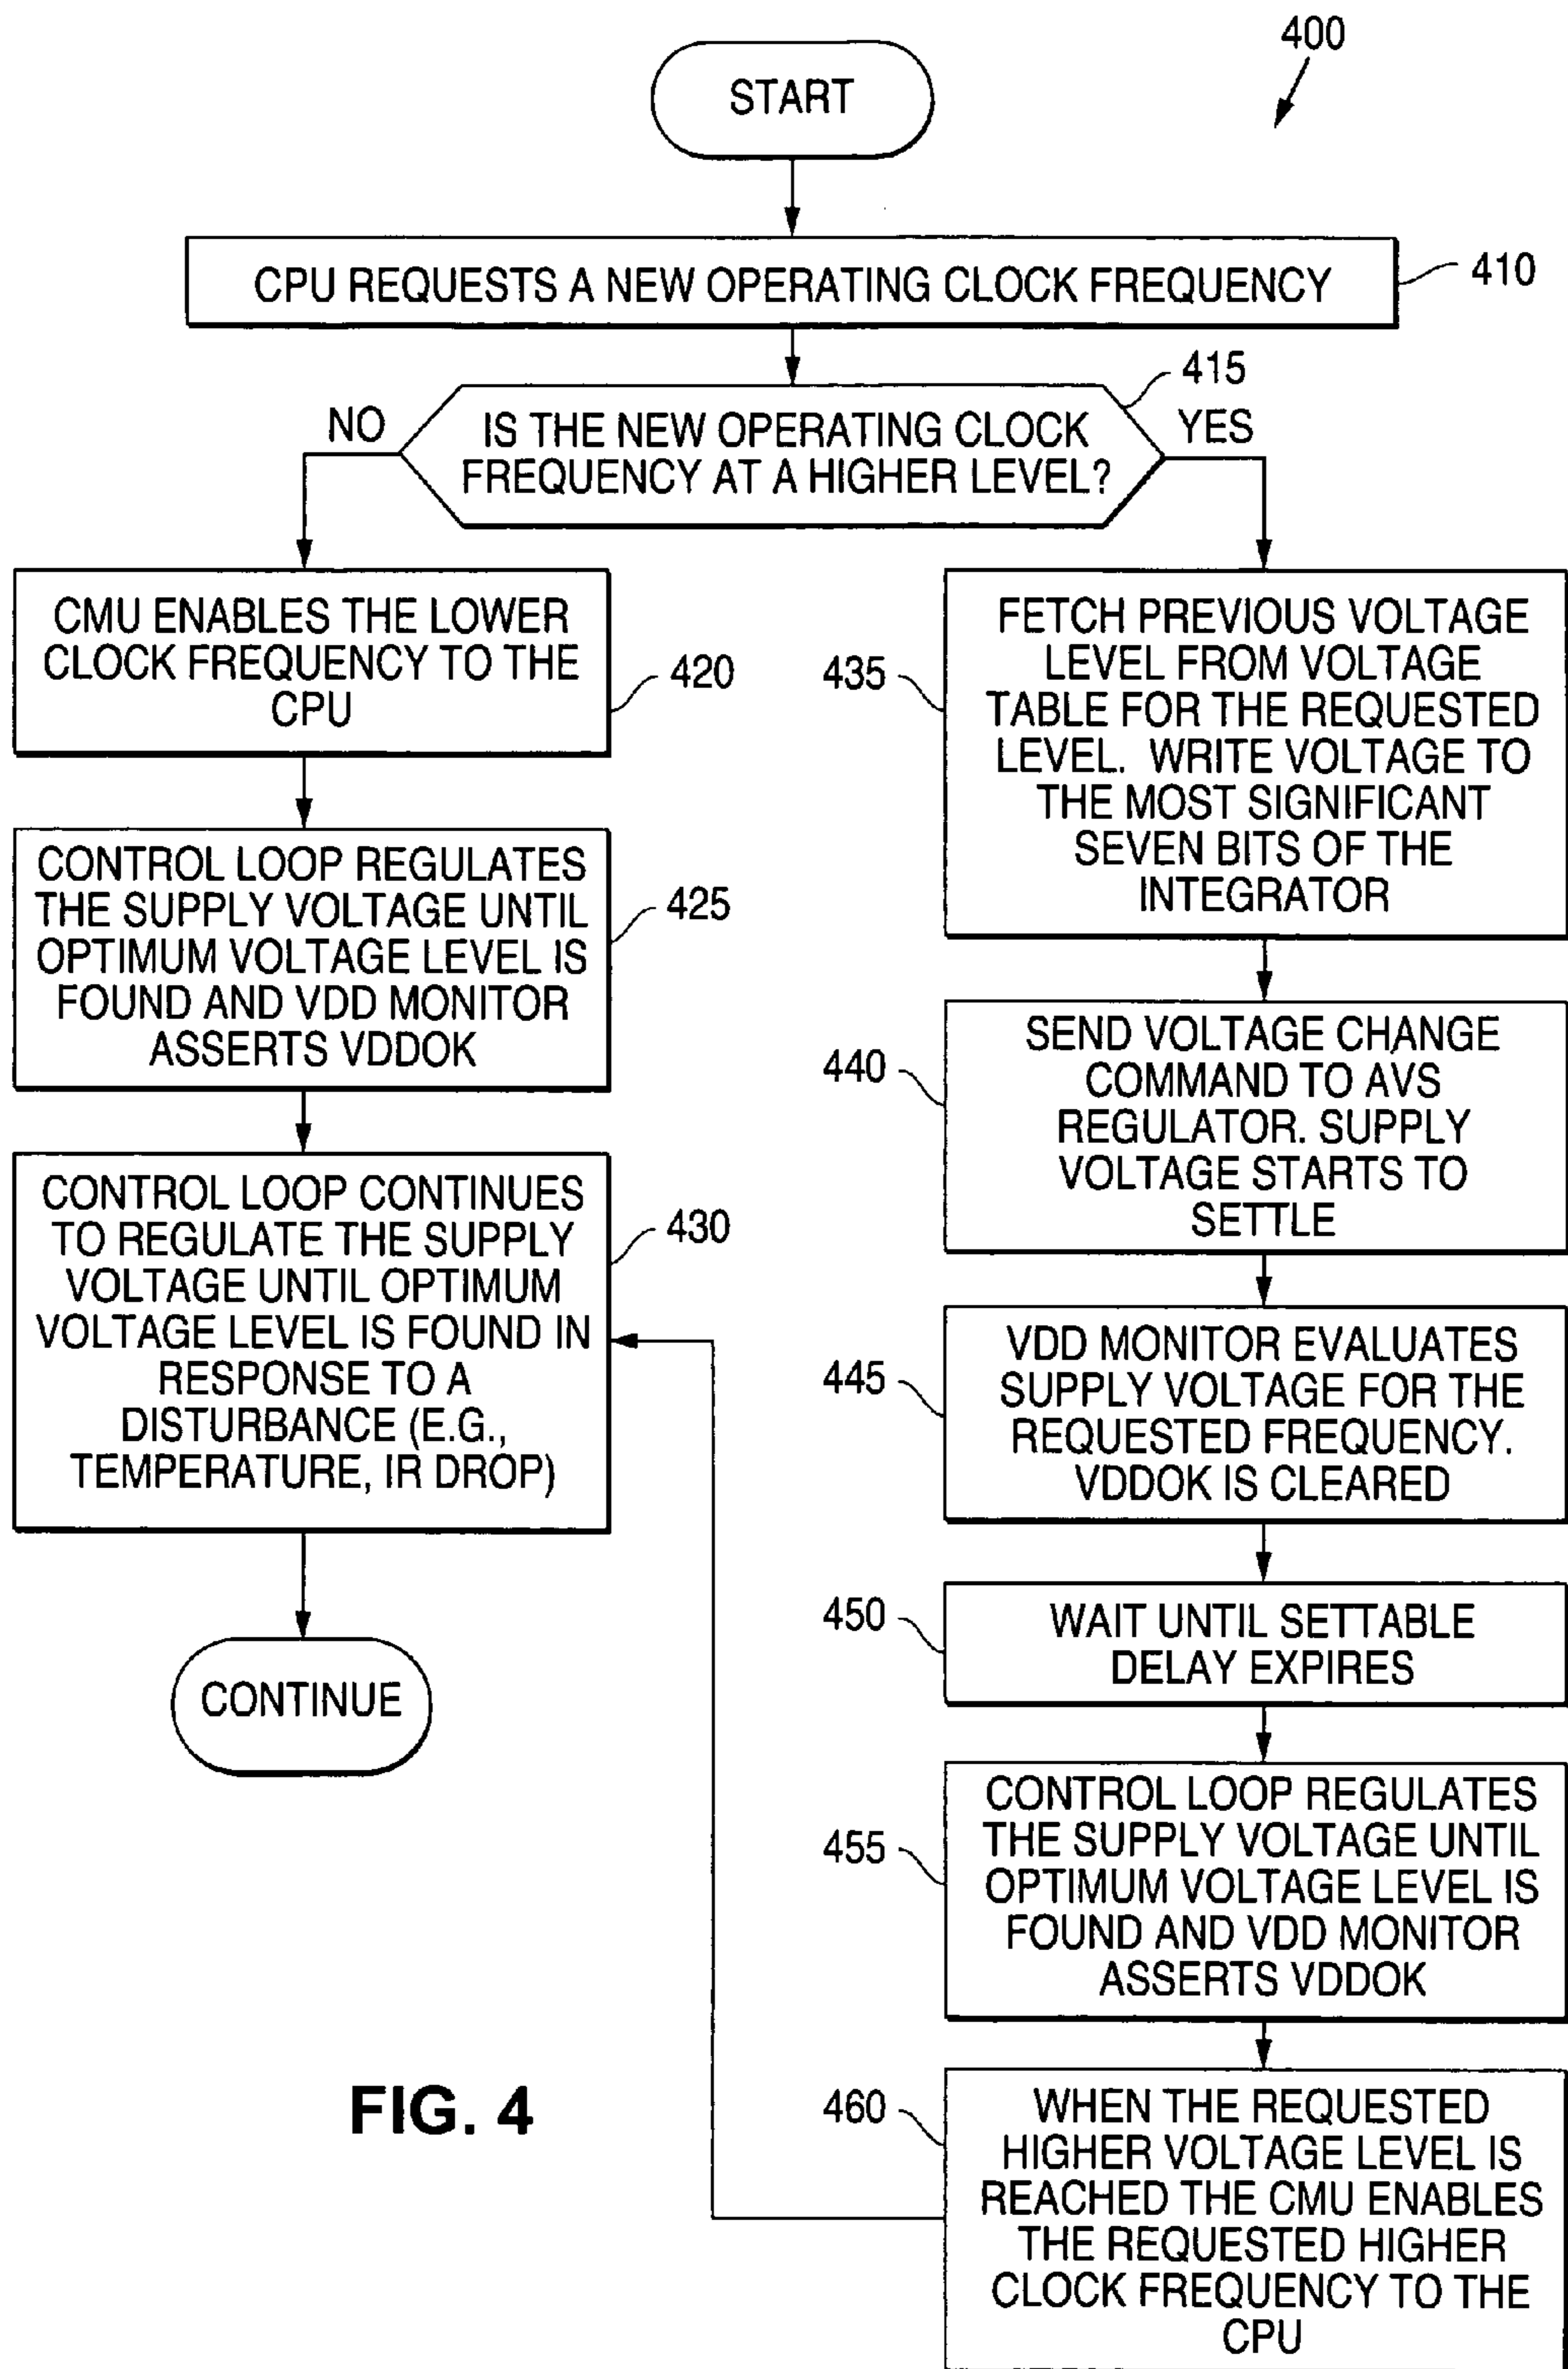 400
START
CPU REQUESTS A NEW OPERATING CLOCK FREQUENCY
410
415
NO
IS THE NEW OPERATING CLOCK
FREQUENCY AT A HIGHER LEVEL?
YES
CMU ENABLES THE LOWER
CLOCK FREQUENCY TO THE
CPU
420
CONTROL LOOP REGULATES
THE SUPPLY VOLTAGE UNTIL
OPTIMUM VOLTAGE LEVEL IS
FOUND AND VDD MONITOR
ASSERTS VDDOK
425
CONTROL LOOP CONTINUES
TO REGULATE THE SUPPLY
VOLTAGE UNTIL OPTIMUM
VOLTAGE LEVEL IS FOUND IN
RESPONSE TO A
DISTURBANCE (E.G.,
TEMPERATURE, IR DROP)
430
CONTINUE
435
FETCH PREVIOUS VOLTAGE
LEVEL FROM VOLTAGE
TABLE FOR THE REQUESTED
LEVEL. WRITE VOLTAGE TO
THE MOST SIGNIFICANT
SEVEN BITS OF THE
INTEGRATOR
440
SEND VOLTAGE CHANGE
COMMAND TO AVS
REGULATOR. SUPPLY
VOLTAGE STARTS TO
SETTLE
445
VDD MONITOR EVALUATES
SUPPLY VOLTAGE FOR THE
REQUESTED FREQUENCY.
VDDOK IS CLEARED
450
WAIT UNTIL SETTABLE
DELAY EXPIRES
455
CONTROL LOOP REGULATES
THE SUPPLY VOLTAGE UNTIL
OPTIMUM VOLTAGE LEVEL IS
FOUND AND VDD MONITOR
ASSERTS VDDOK
460
WHEN THE REQUESTED
HIGHER VOLTAGE LEVEL IS
REACHED THE CMU ENABLES
THE REQUESTED HIGHER
CLOCK FREQUENCY TO THE
CPU
FIG. 4